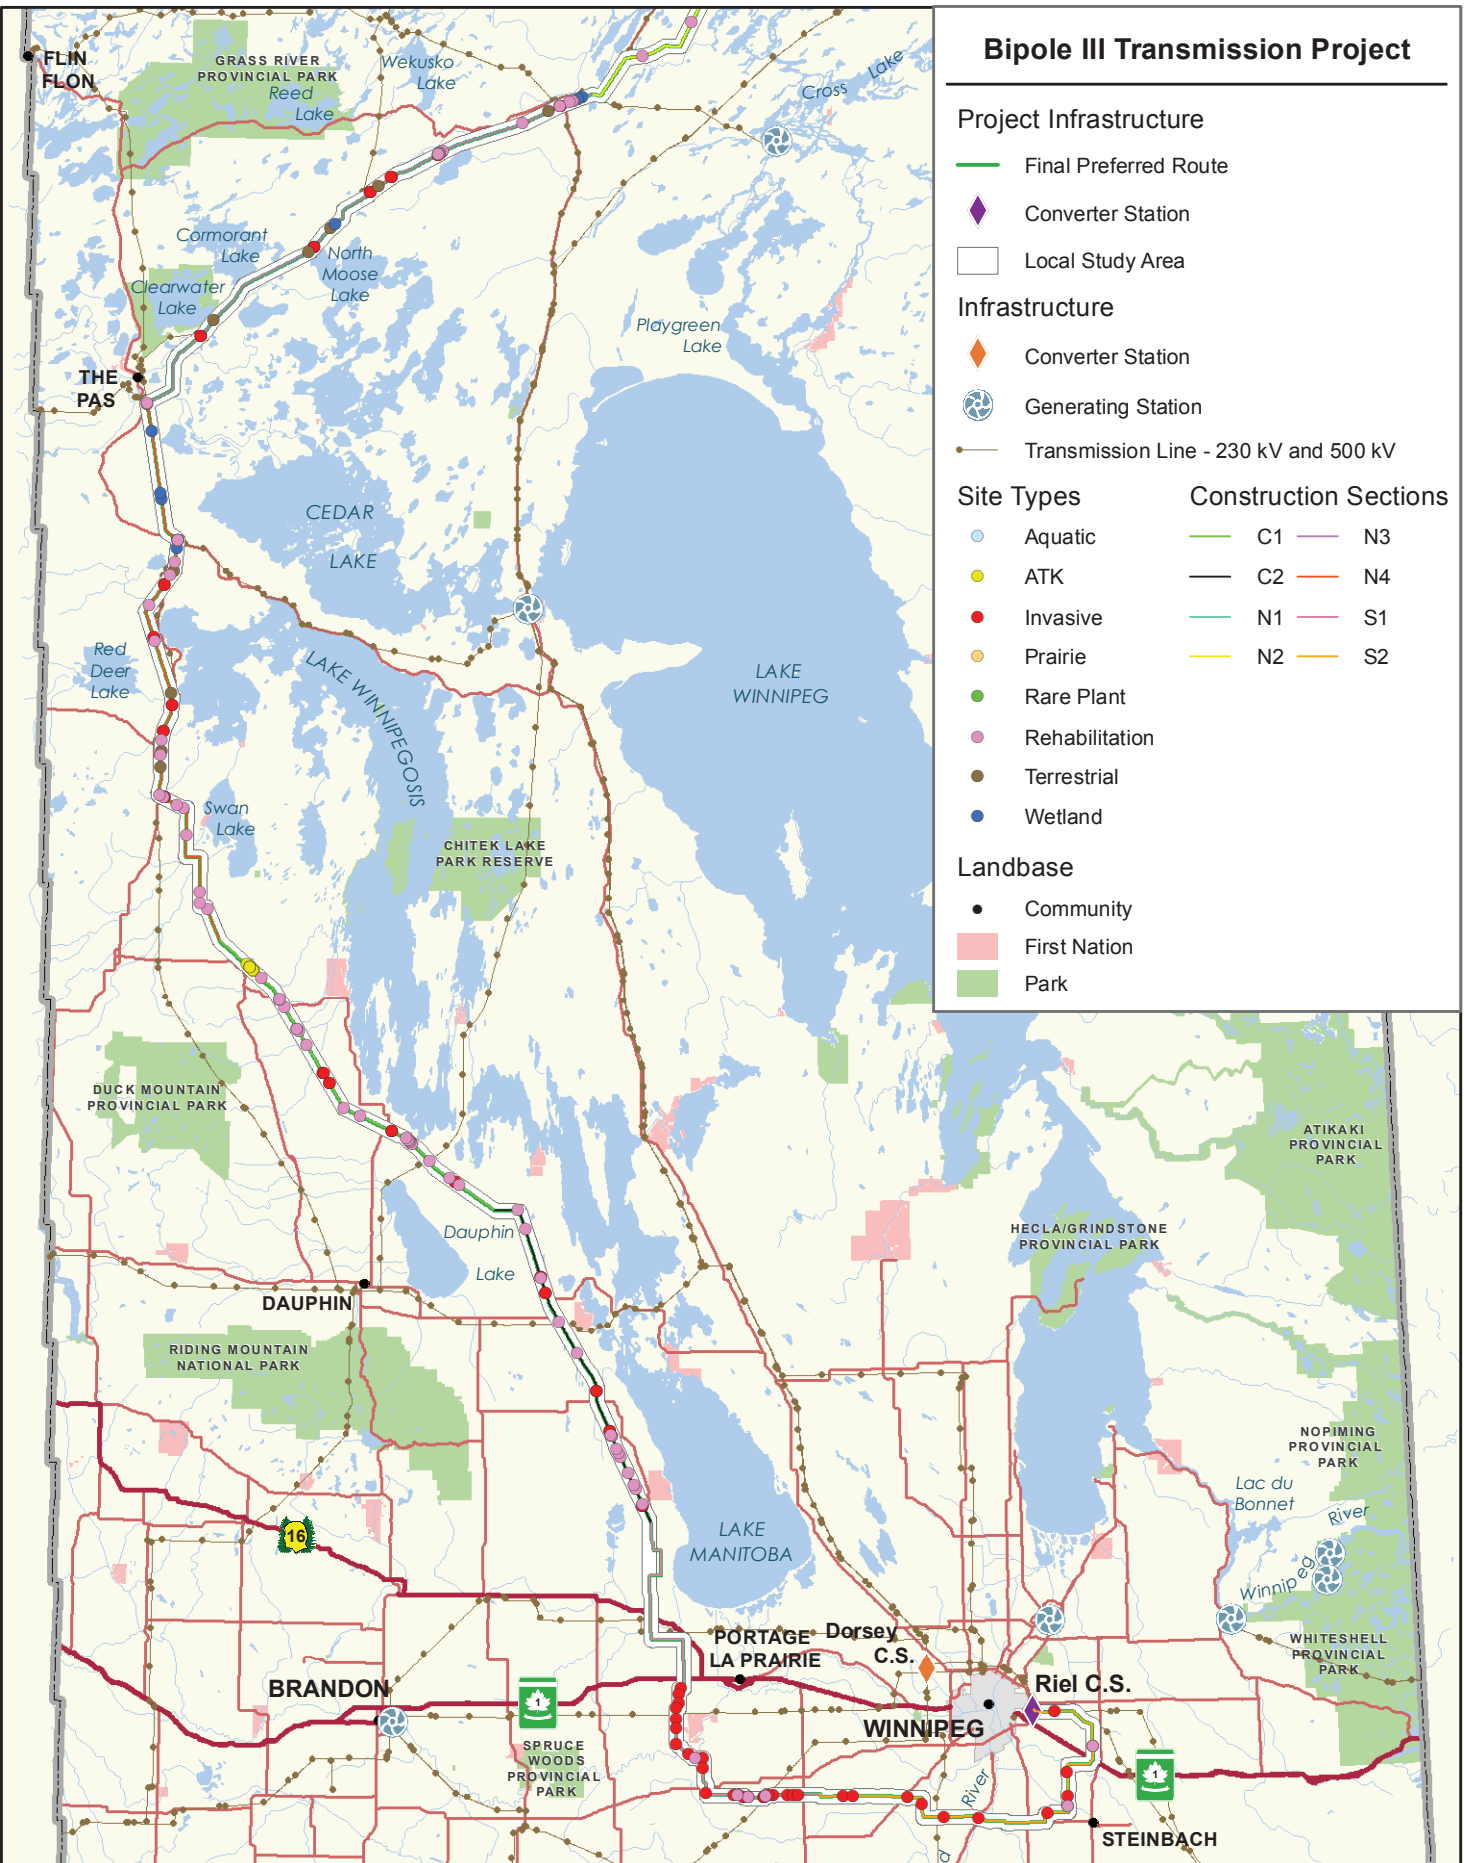 Bipole III Transmission Project
Project Infrastructure
Final Preferred Route
Converter Station
Local Study Area
Infrastructure
Converter Station
Generating Station
Transmission Line - 230 kV and 500 kV
Site Types
Aquatic
ATK
Invasive
Prairie
Rare Plant
Rehabilitation
Terrestrial
Wetland
Construction Sections
C1
N3
C2
N4
N1
S1
N2
S2
Landbase
Community
First Nation
Park
FLIN
FLON
GRASS RIVER
PROVINCIAL PARK
Reed
Lake
Wekusko
Lake
Cross Lake
Cormorant
Lake
North
Moose
Lake
Clearwater
Lake
Playgreen
Lake
THE
PAS
CEDAR
LAKE
Red
Deer
Lake
LAKE WINNIPEGOSIS
LAKE
WINNIPEG
Swan
Lake
CHITEK LAKE
PARK RESERVE
DUCK MOUNTAIN
PROVINCIAL PARK
ATIKAKI
PROVINCIAL
PARK
Dauphin
Lake
HECLA/GRINDSTONE
PROVINCIAL PARK
DAUPHIN
RIDING MOUNTAIN
NATIONAL PARK
NOPIMING
PROVINCIAL
PARK
Lac du
Bonnet
River
Winnipeg
16
LAKE
MANITOBA
PORTAGE
LA PRAIRIE
Dorsey
C.S.
WHITESHELL
PROVINCIAL
PARK
BRANDON
1
Riel C.S.
WINNIPEG
SPRUCE
WOODS
PROVINCIAL
PARK
1
River
STEINBACH
d